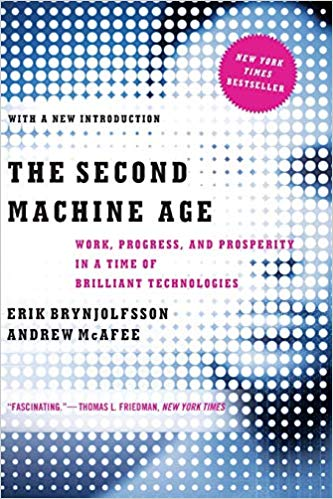 NEW YORK
TIMES
BESTSELLER
WITH A NEW INTRODUCTION
THE SECOND
MACHINE AGE
WORK, PROGRESS, AND PROSPERITY
IN A TIME OF
BRILLIANT TECHNOLOGIES
ERIK BRYNJOLFSSON
ANDREW McAFEE
"FASCINATING."—THOMAS L. FRIEDMAN, NEW YORK TIMES